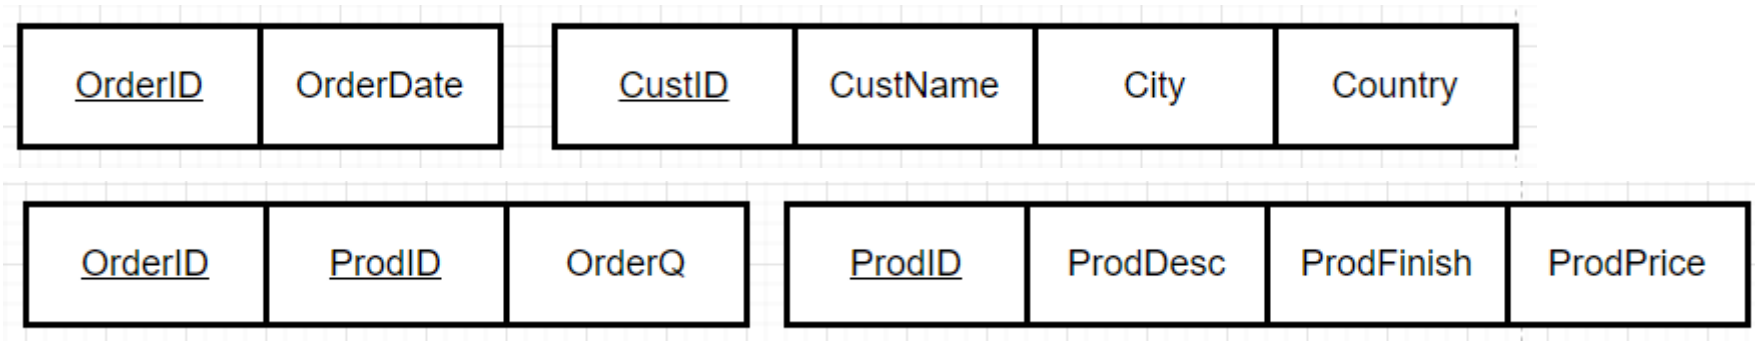 OrderID OrderDate CustID CustName City Country
OrderID ProdID OrderQ ProdID ProdDesc ProdFinish ProdPrice